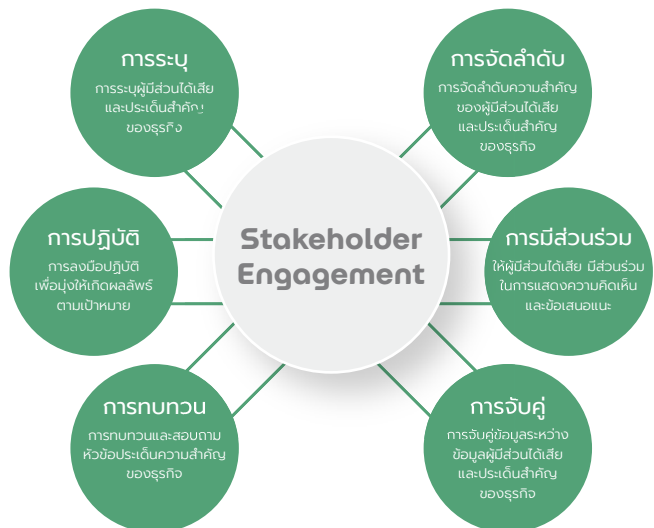 การระบุ
การระบุผู้มีส่วนได้เสีย
และประเด็นสำคัญ
ของธุรกิจ
การจัดลำดับ
การจัดลำดับความสำคัญ
ของผู้มีส่วนได้เสีย
และประเด็นสำคัญ
ของธุรกิจ
Stakeholder
Engagement
การปฏิบัติ
การลงมือปฏิบัติ
เพื่อมุ่งให้เกิดผลลัพธ์
ตามเป้าหมาย
การมีส่วนร่วม
ให้ผู้มีส่วนได้เสีย มีส่วนร่วม
ในการแสดงความคิดเห็น
และข้อเสนอแนะ
การทบทวน
การทบทวนและสอบถาม
หัวข้อประเด็นความสำคัญ
ของธุรกิจ
การจับคู่
การจับคู่ข้อมูลระหว่าง
ข้อมูลผู้มีส่วนได้เสีย
และประเด็นสำคัญ
ของธุรกิจ